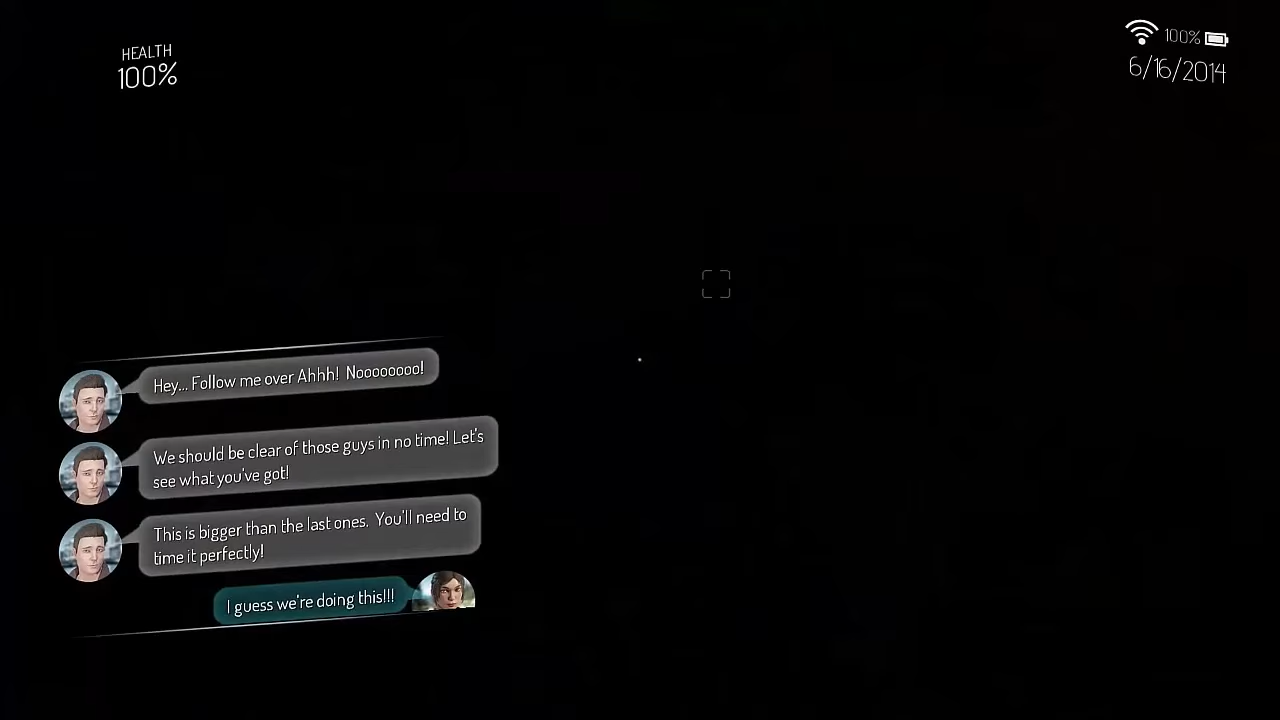 HEALTH
100%
100%
6/16/2014
Hey... Follow me over Ahhh! Noooooooo!
We should be clear of those guys in no time! Let's
see what you've got!
This is bigger than the last ones. You'll need to
time it perfectly!
I guess we're doing this!!!